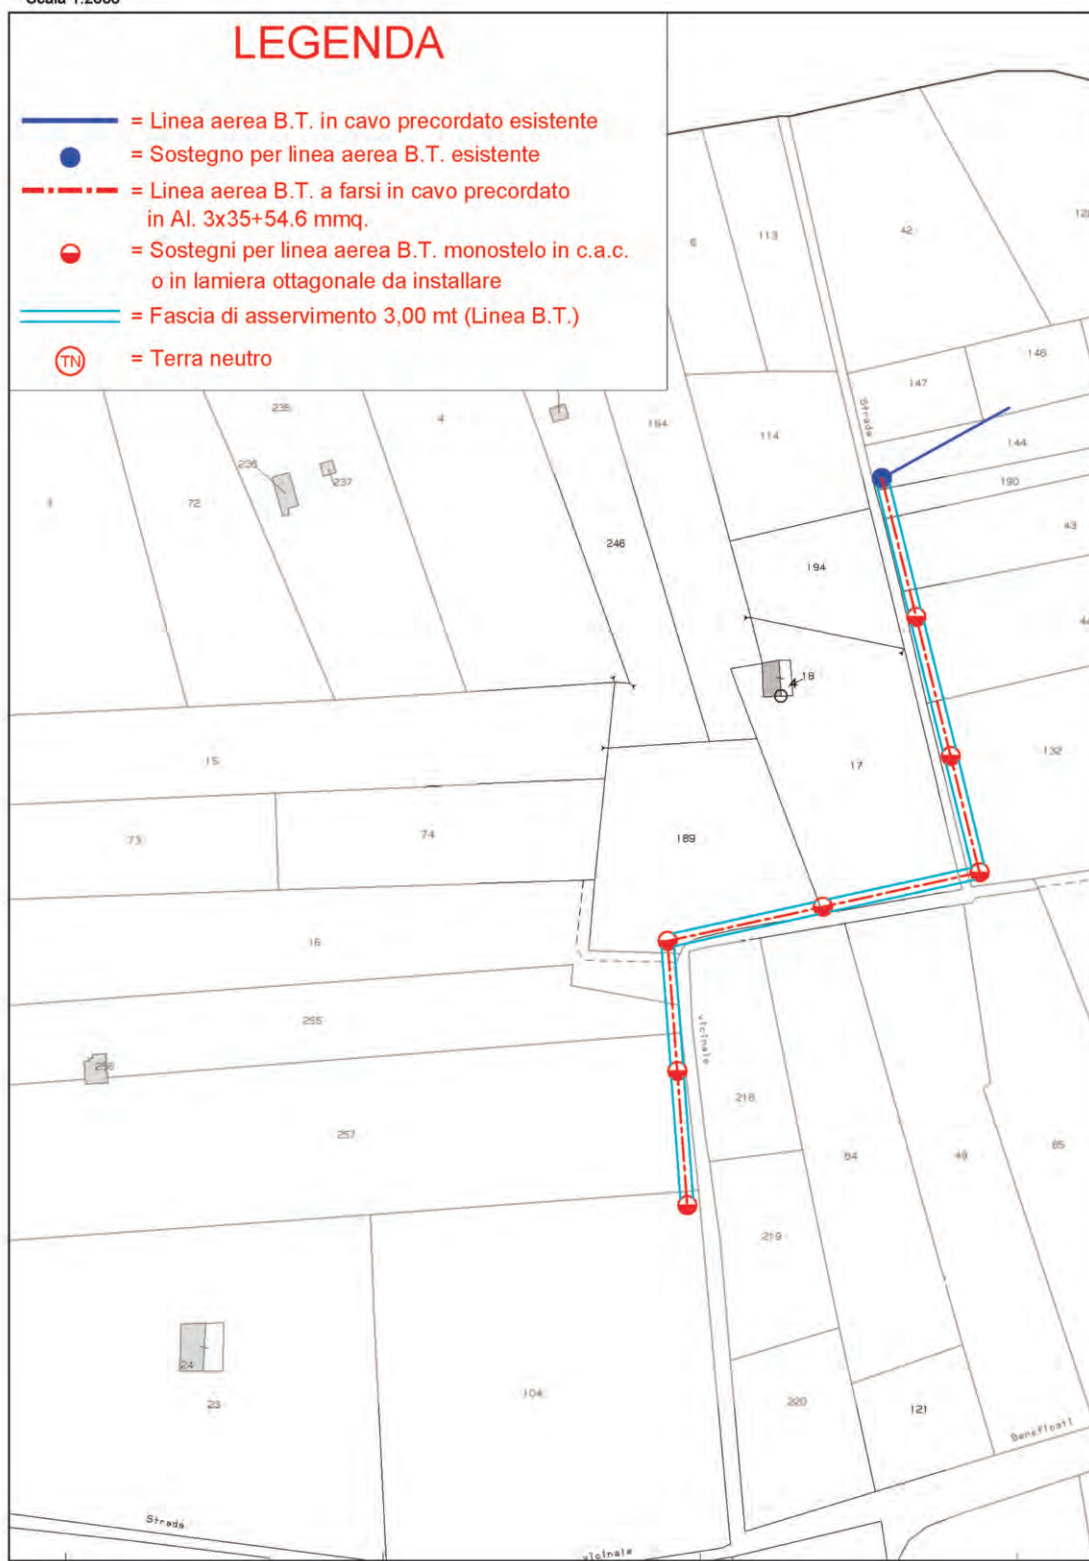 Scala 1:2000
LEGENDA
= Linea aerea B.T. in cavo precordato esistente
= Sostegno per linea aerea B.T. esistente
= Linea aerea B.T. a farsi in cavo precordato
in Al. 3x35+54.6 mmq.
= Sostegni per linea aerea B.T. monostelo in c.a.c.
o in lamiera ottagonale da installare
= Fascia di asservimento 3,00 mt (Linea B.T.)
TN = Terra neutro
6
113
42
147
146
Strada
235
4
184
114
144
236
237
72
190
43
246
194
18
15
17
132
73
74
189
16
255
vicinale
256
218
257
84
49
85
219
24
23
104
220
121
Beneficati
Strada
vicinale